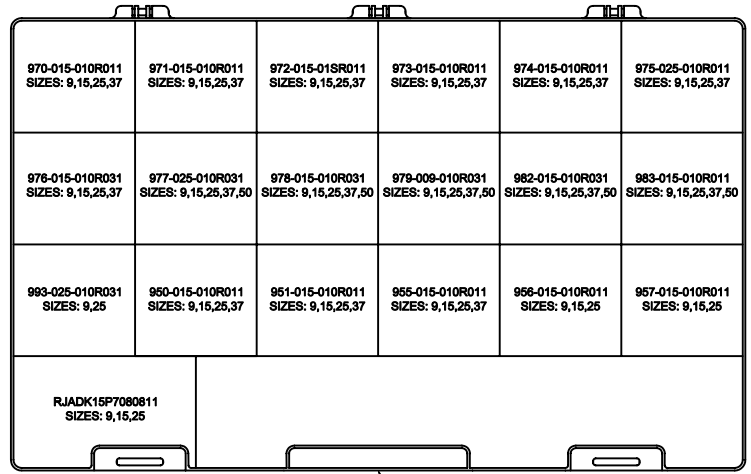 970-015-010R011
SIZES: 9,15,25,37
971-015-010R011
SIZES: 9,15,25,37
972-015-01SR011
SIZES: 9,15,25,37
973-015-010R011
SIZES: 9,15,25,37
974-015-010R011
SIZES: 9,15,25,37
975-025-010R011
SIZES: 9,15,25,37
976-015-010R031
SIZES: 9,15,25,37
977-025-010R031
SIZES: 9,15,25,37,50
978-015-010R031
SIZES: 9,15,25,37,50
979-009-010R031
SIZES: 9,15,25,37,50
982-015-010R031
SIZES: 9,15,25,37,50
983-015-010R011
SIZES: 9,15,25,37,50
993-025-010R031
SIZES: 9,25
950-015-010R011
SIZES: 9,15,25,37
951-015-010R011
SIZES: 9,15,25,37
955-015-010R011
SIZES: 9,15,25,37
956-015-010R011
SIZES: 9,15,25
957-015-010R011
SIZES: 9,15,25
RJADK15P7080811
SIZES: 9,15,25